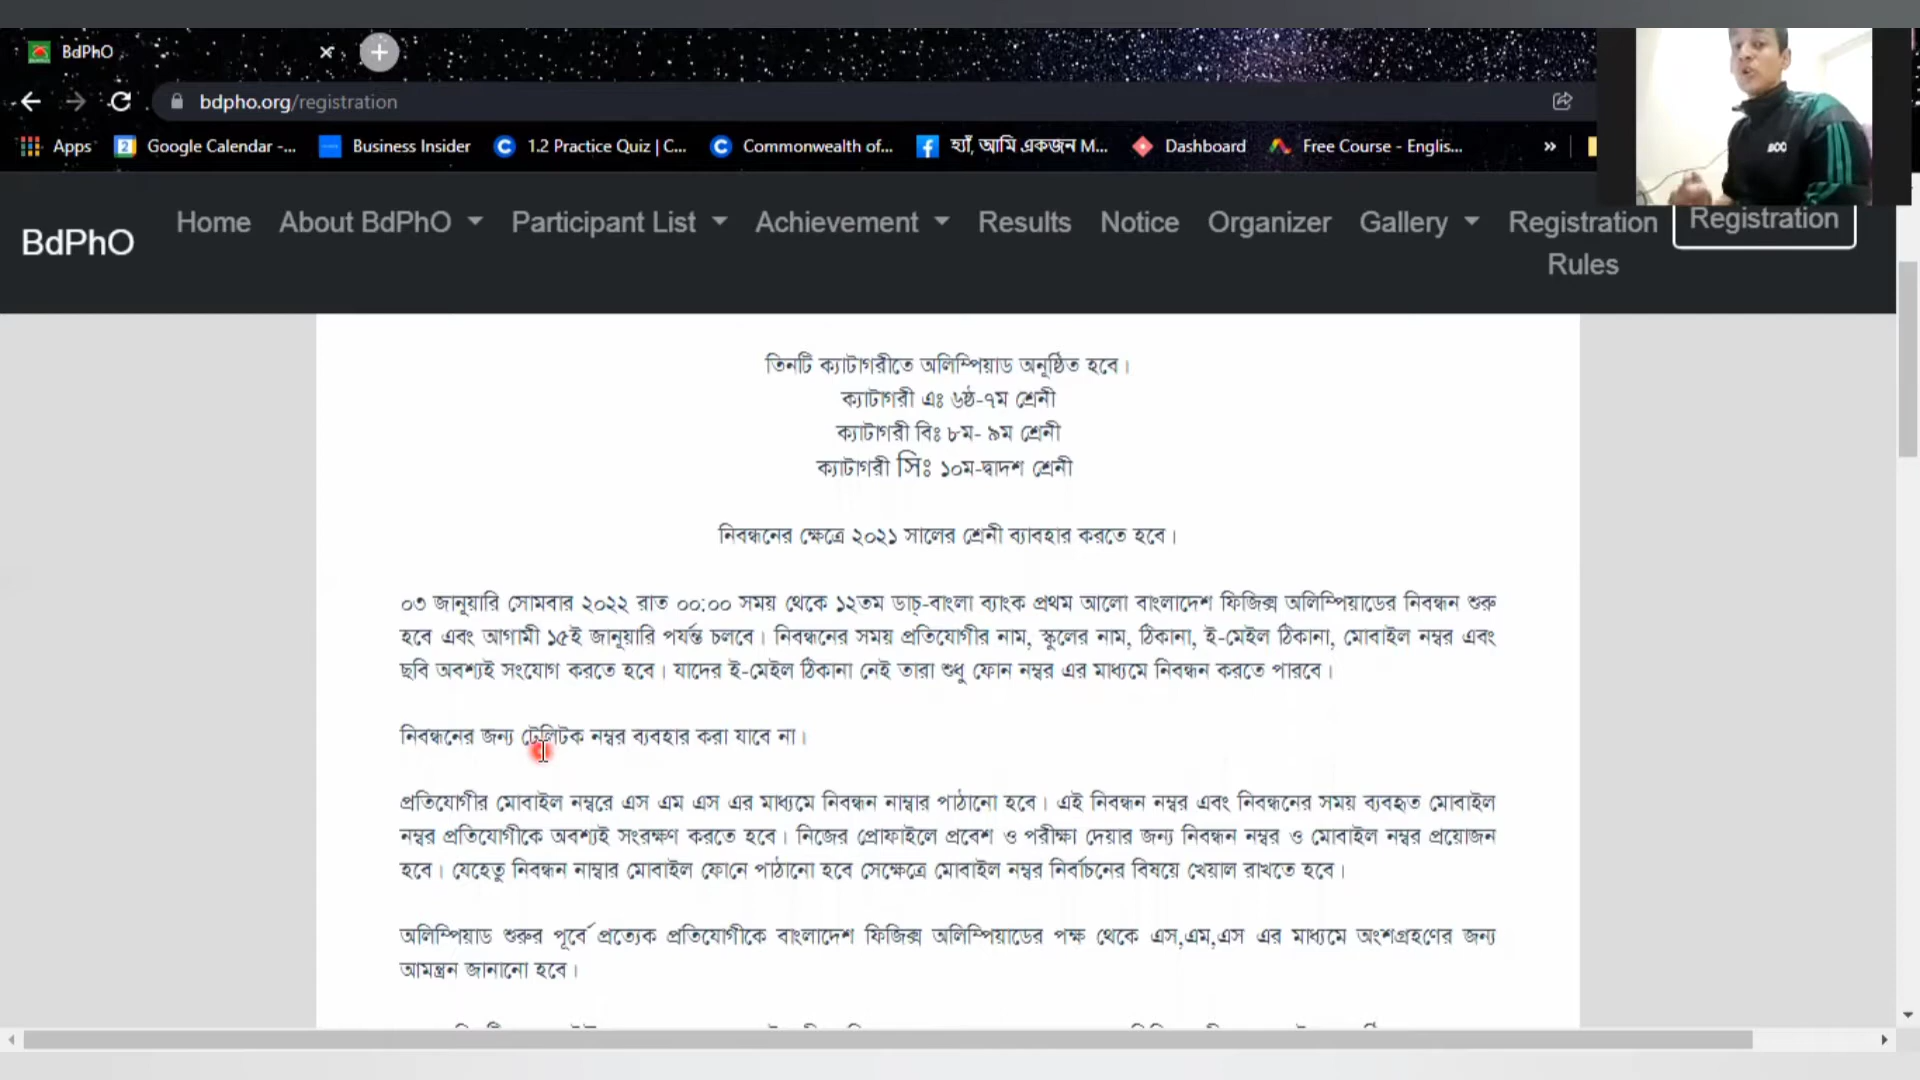 BdPhO
bdpho.org/registration
Apps
Google Calendar -...
Business Insider
1.2 Practice Quiz | C...
Commonwealth of...
হ্যাঁ, আমি একজন M...
Dashboard
Free Course - Englis...
»
BdPhO
Home
About BdPhO
Participant List
Achievement
Results
Notice
Organizer
Gallery
Registration
Rules
Registration
তিনটি ক্যাটাগরীতে অলিম্পিয়াড অনুষ্ঠিত হবে।
ক্যাটাগরী এঃ ৬ষ্ঠ-৭ম শ্রেনী
ক্যাটাগরী বিঃ ৮ম- ৯ম শ্রেনী
ক্যাটাগরী সিঃ ১০ম-দ্বাদশ শ্রেনী
নিবন্ধনের ক্ষেত্রে ২০২১ সালের শ্রেনী ব্যাবহার করতে হবে।
০৩ জানুয়ারি সোমবার ২০২২ রাত ০০:০০ সময় থেকে ১২তম ডাচ্-বাংলা ব্যাংক প্রথম আলো বাংলাদেশ ফিজিক্স অলিম্পিয়াডের নিবন্ধন শুরু
হবে এবং আগামী ১৫ই জানুয়ারি পর্যন্ত চলবে। নিবন্ধনের সময় প্রতিযোগীর নাম, স্কুলের নাম, ঠিকানা, ই-মেইল ঠিকানা, মোবাইল নম্বর এবং
ছবি অবশ্যই সংযোগ করতে হবে। যাদের ই-মেইল ঠিকানা নেই তারা শুধু ফোন নম্বর এর মাধ্যমে নিবন্ধন করতে পারবে।
নিবন্ধনের জন্য টেলিটক নম্বর ব্যবহার করা যাবে না।
প্রতিযোগীর মোবাইল নম্বরে এস এম এস এর মাধ্যমে নিবন্ধন নাম্বার পাঠানো হবে। এই নিবন্ধন নম্বর এবং নিবন্ধনের সময় ব্যবহৃত মোবাইল
নম্বর প্রতিযোগীকে অবশ্যই সংরক্ষণ করতে হবে। নিজের প্রোফাইলে প্রবেশ ও পরীক্ষা দেয়ার জন্য নিবন্ধন নম্বর ও মোবাইল নম্বর প্রয়োজন
হবে। যেহেতু নিবন্ধন নাম্বার মোবাইল ফোনে পাঠানো হবে সেক্ষেত্রে মোবাইল নম্বর নির্বাচনের বিষয়ে খেয়াল রাখতে হবে।
অলিম্পিয়াড শুরুর পূর্বে প্রত্যেক প্রতিযোগীকে বাংলাদেশ ফিজিক্স অলিম্পিয়াডের পক্ষ থেকে এস,এম,এস এর মাধ্যমে অংশগ্রহণের জন্য
আমন্ত্রন জানানো হবে।